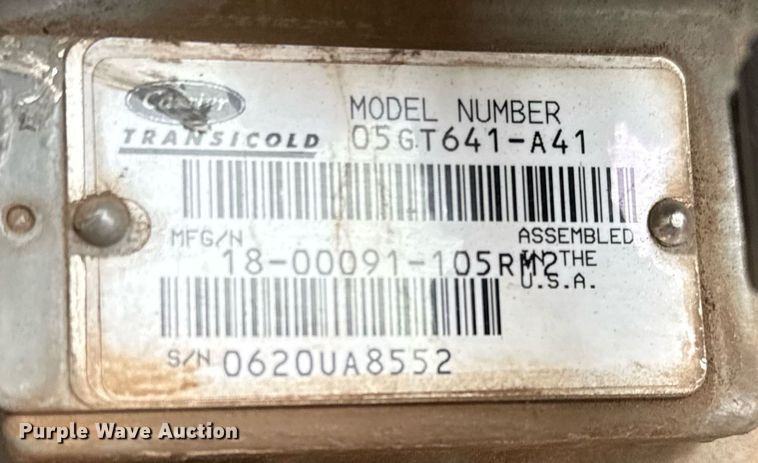 Carrier
TRANSICOLD
MODEL NUMBER
05GT641-A41
MFG/N
18-00091-105RM2
ASSEMBLED
IN THE
U.S.A.
S/N 0620UA8552
Purple Wave Auction